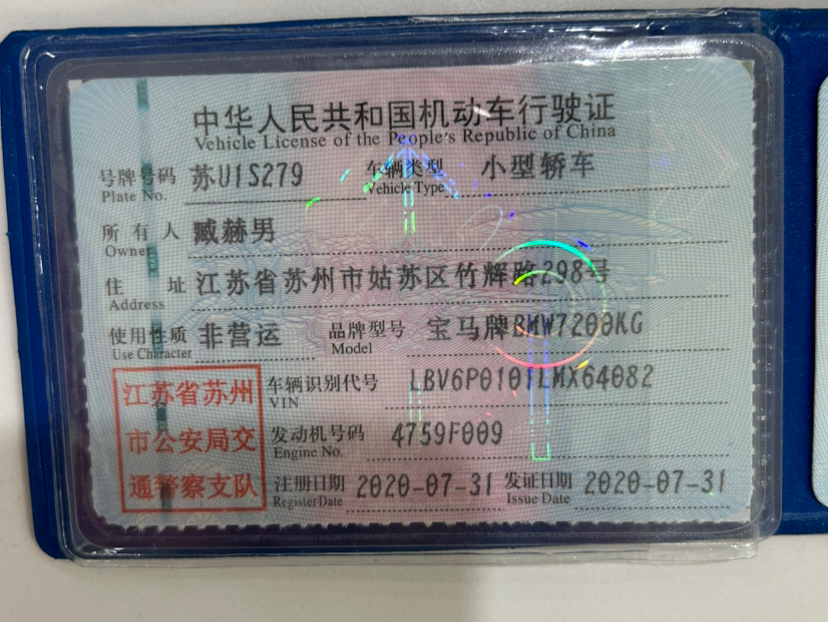 中华人民共和国机动车行驶证
Vehicle License of the People's Republic of China
号牌号码 苏U1S279 车辆类型 小型轿车
Plate No. Vehicle Type
所有人 臧赫男
Owner
住址 江苏省苏州市姑苏区竹辉路298号
Address
使用性质 非营运 品牌型号 宝马牌BMW7200KG
Use Character Model
江苏省苏州
市公安局交
通警察支队
车辆识别代号 LBV6P0101LMX64082
VIN
发动机号码 4759F009
Engine No.
注册日期 2020-07-31 发证日期 2020-07-31
Register Date Issue Date